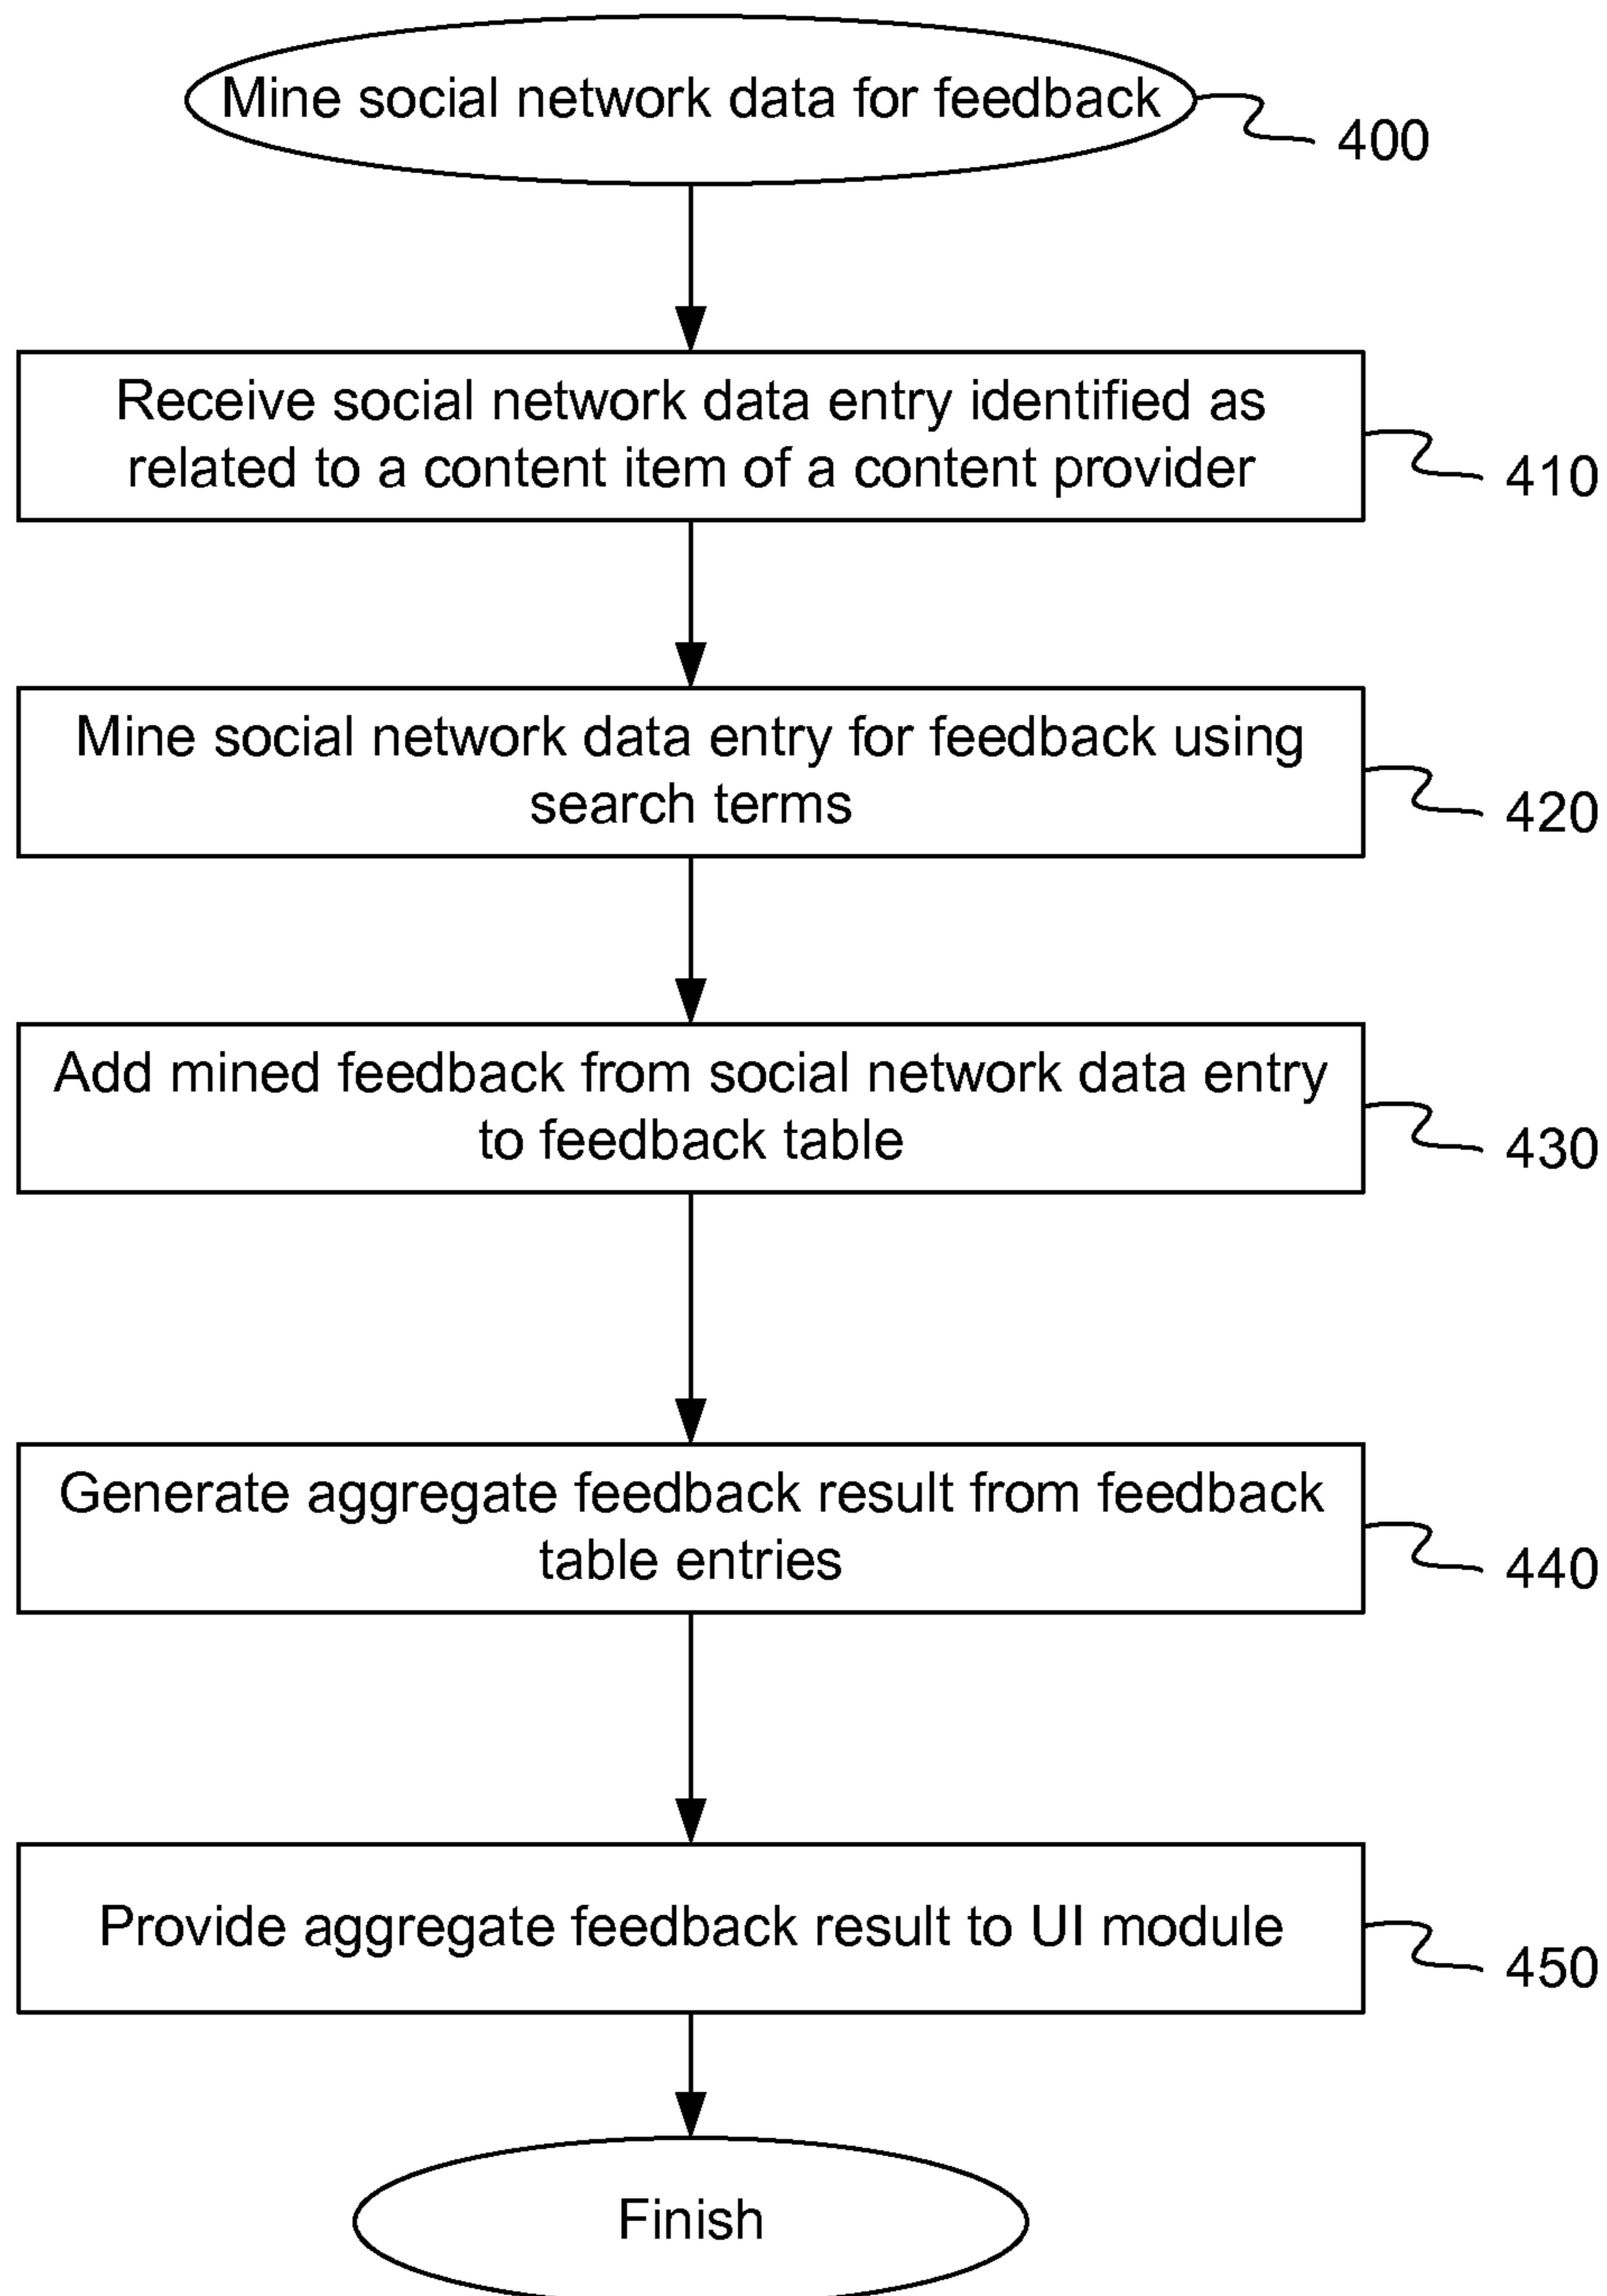 Mine social network data for feedback
400
Receive social network data entry identified as
related to a content item of a content provider
410
Mine social network data entry for feedback using
search terms
420
Add mined feedback from social network data entry
to feedback table
430
Generate aggregate feedback result from feedback
table entries
440
Provide aggregate feedback result to UI module
450
Finish